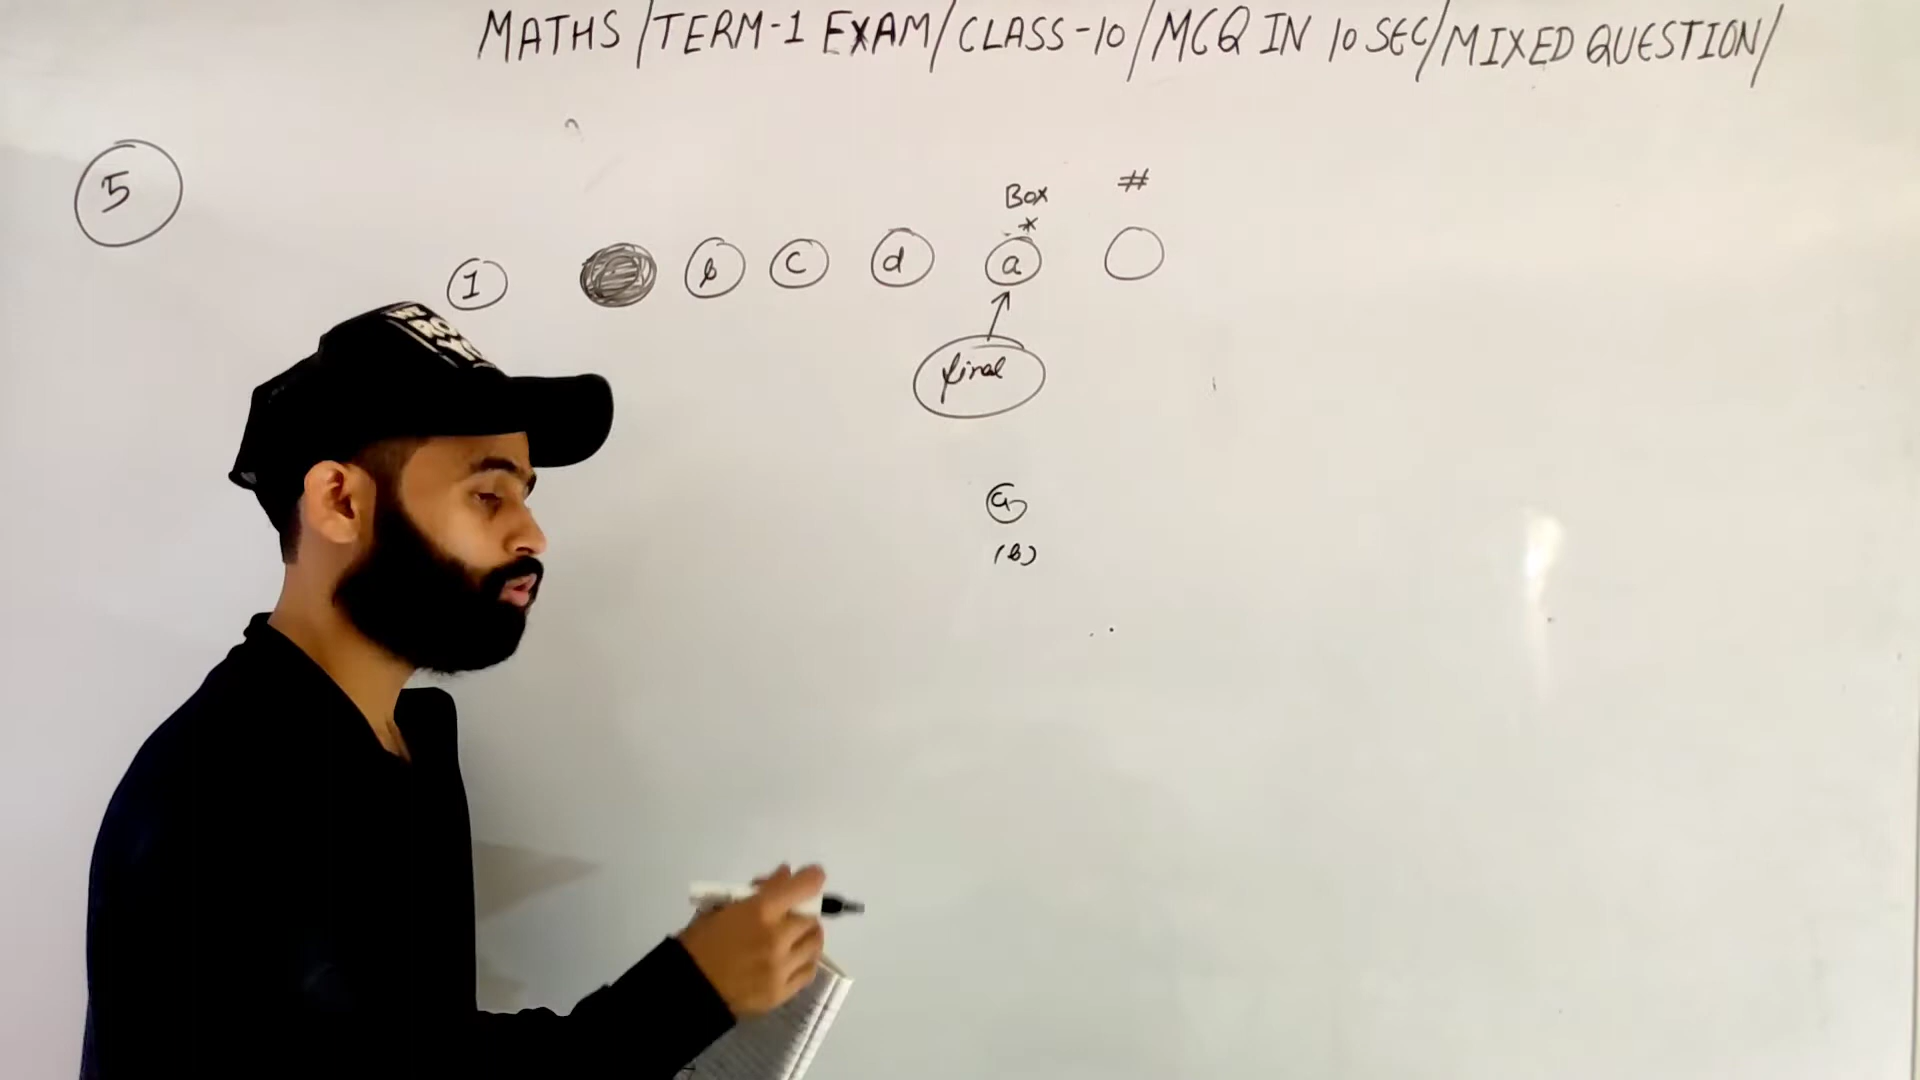 MATHS /TERM-1 EXAM/CLASS-10/MCQ IN 10 SEC/MIXED QUESTION/
5
Box
#
*
1 b c d a
final
a
(b)